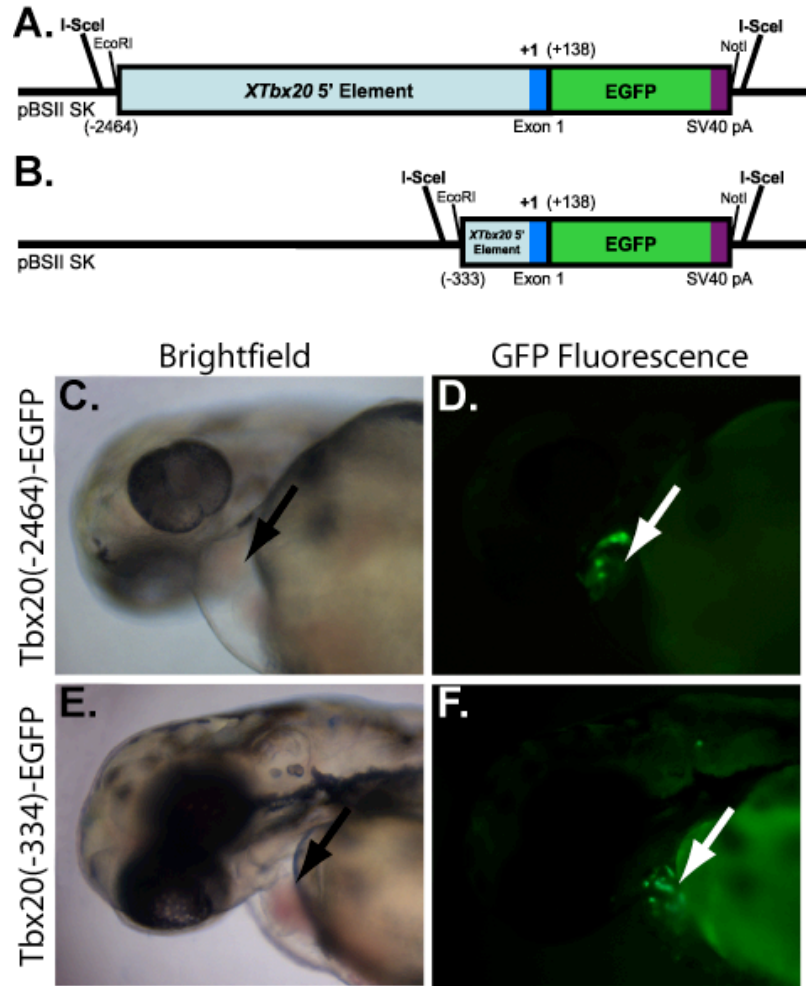 A.
I-SceI
EcoRI
+1 (+138)
NotI
I-SceI
XTbx20 5' Element
EGFP
pBSII SK
(-2464)
Exon 1
SV40 pA
B.
I-SceI
EcoRI
+1 (+138)
NotI
I-SceI
XTbx20 5'
Element
EGFP
pBSII SK
(-333)
Exon 1
SV40 pA
Brightfield
GFP Fluorescence
Tbx20(-2464)-EGFP
C.
D.
Tbx20(-334)-EGFP
E.
F.